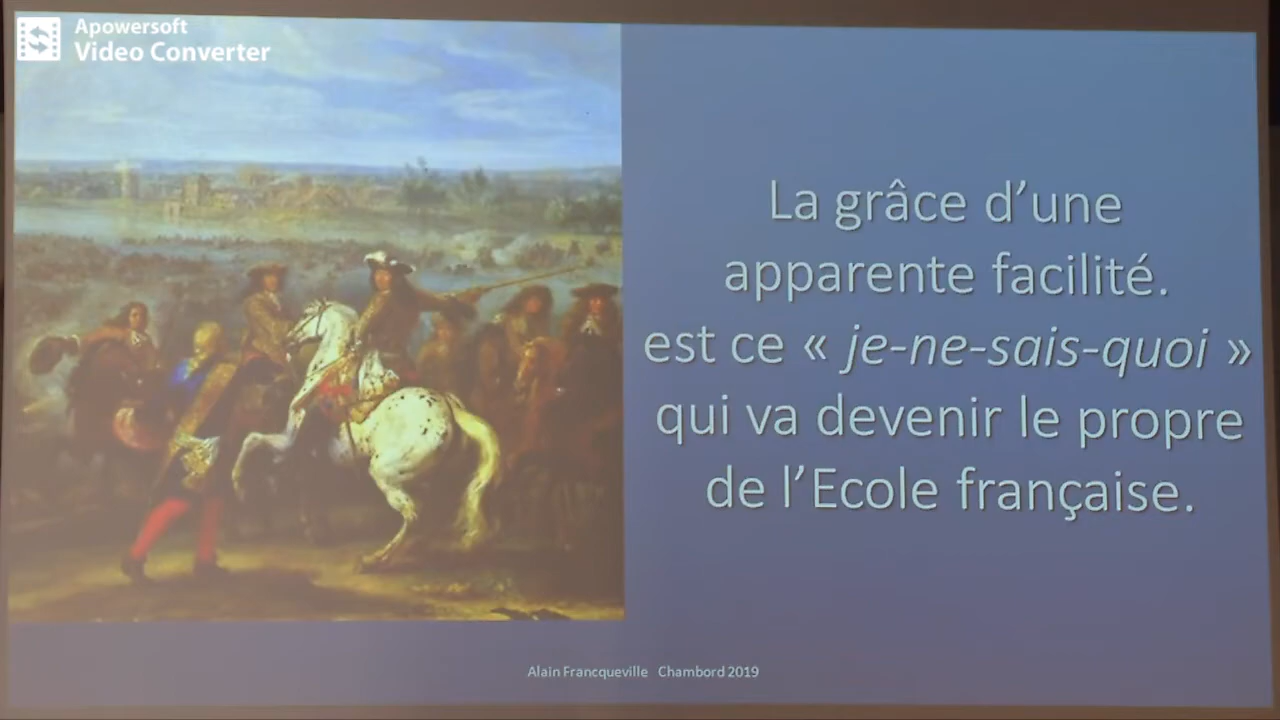 Apowersoft
Video Converter
La grâce d’une
apparente facilité.
est ce « je-ne-sais-quoi »
qui va devenir le propre
de l’Ecole française.
Alain Francqueville Chambord 2019